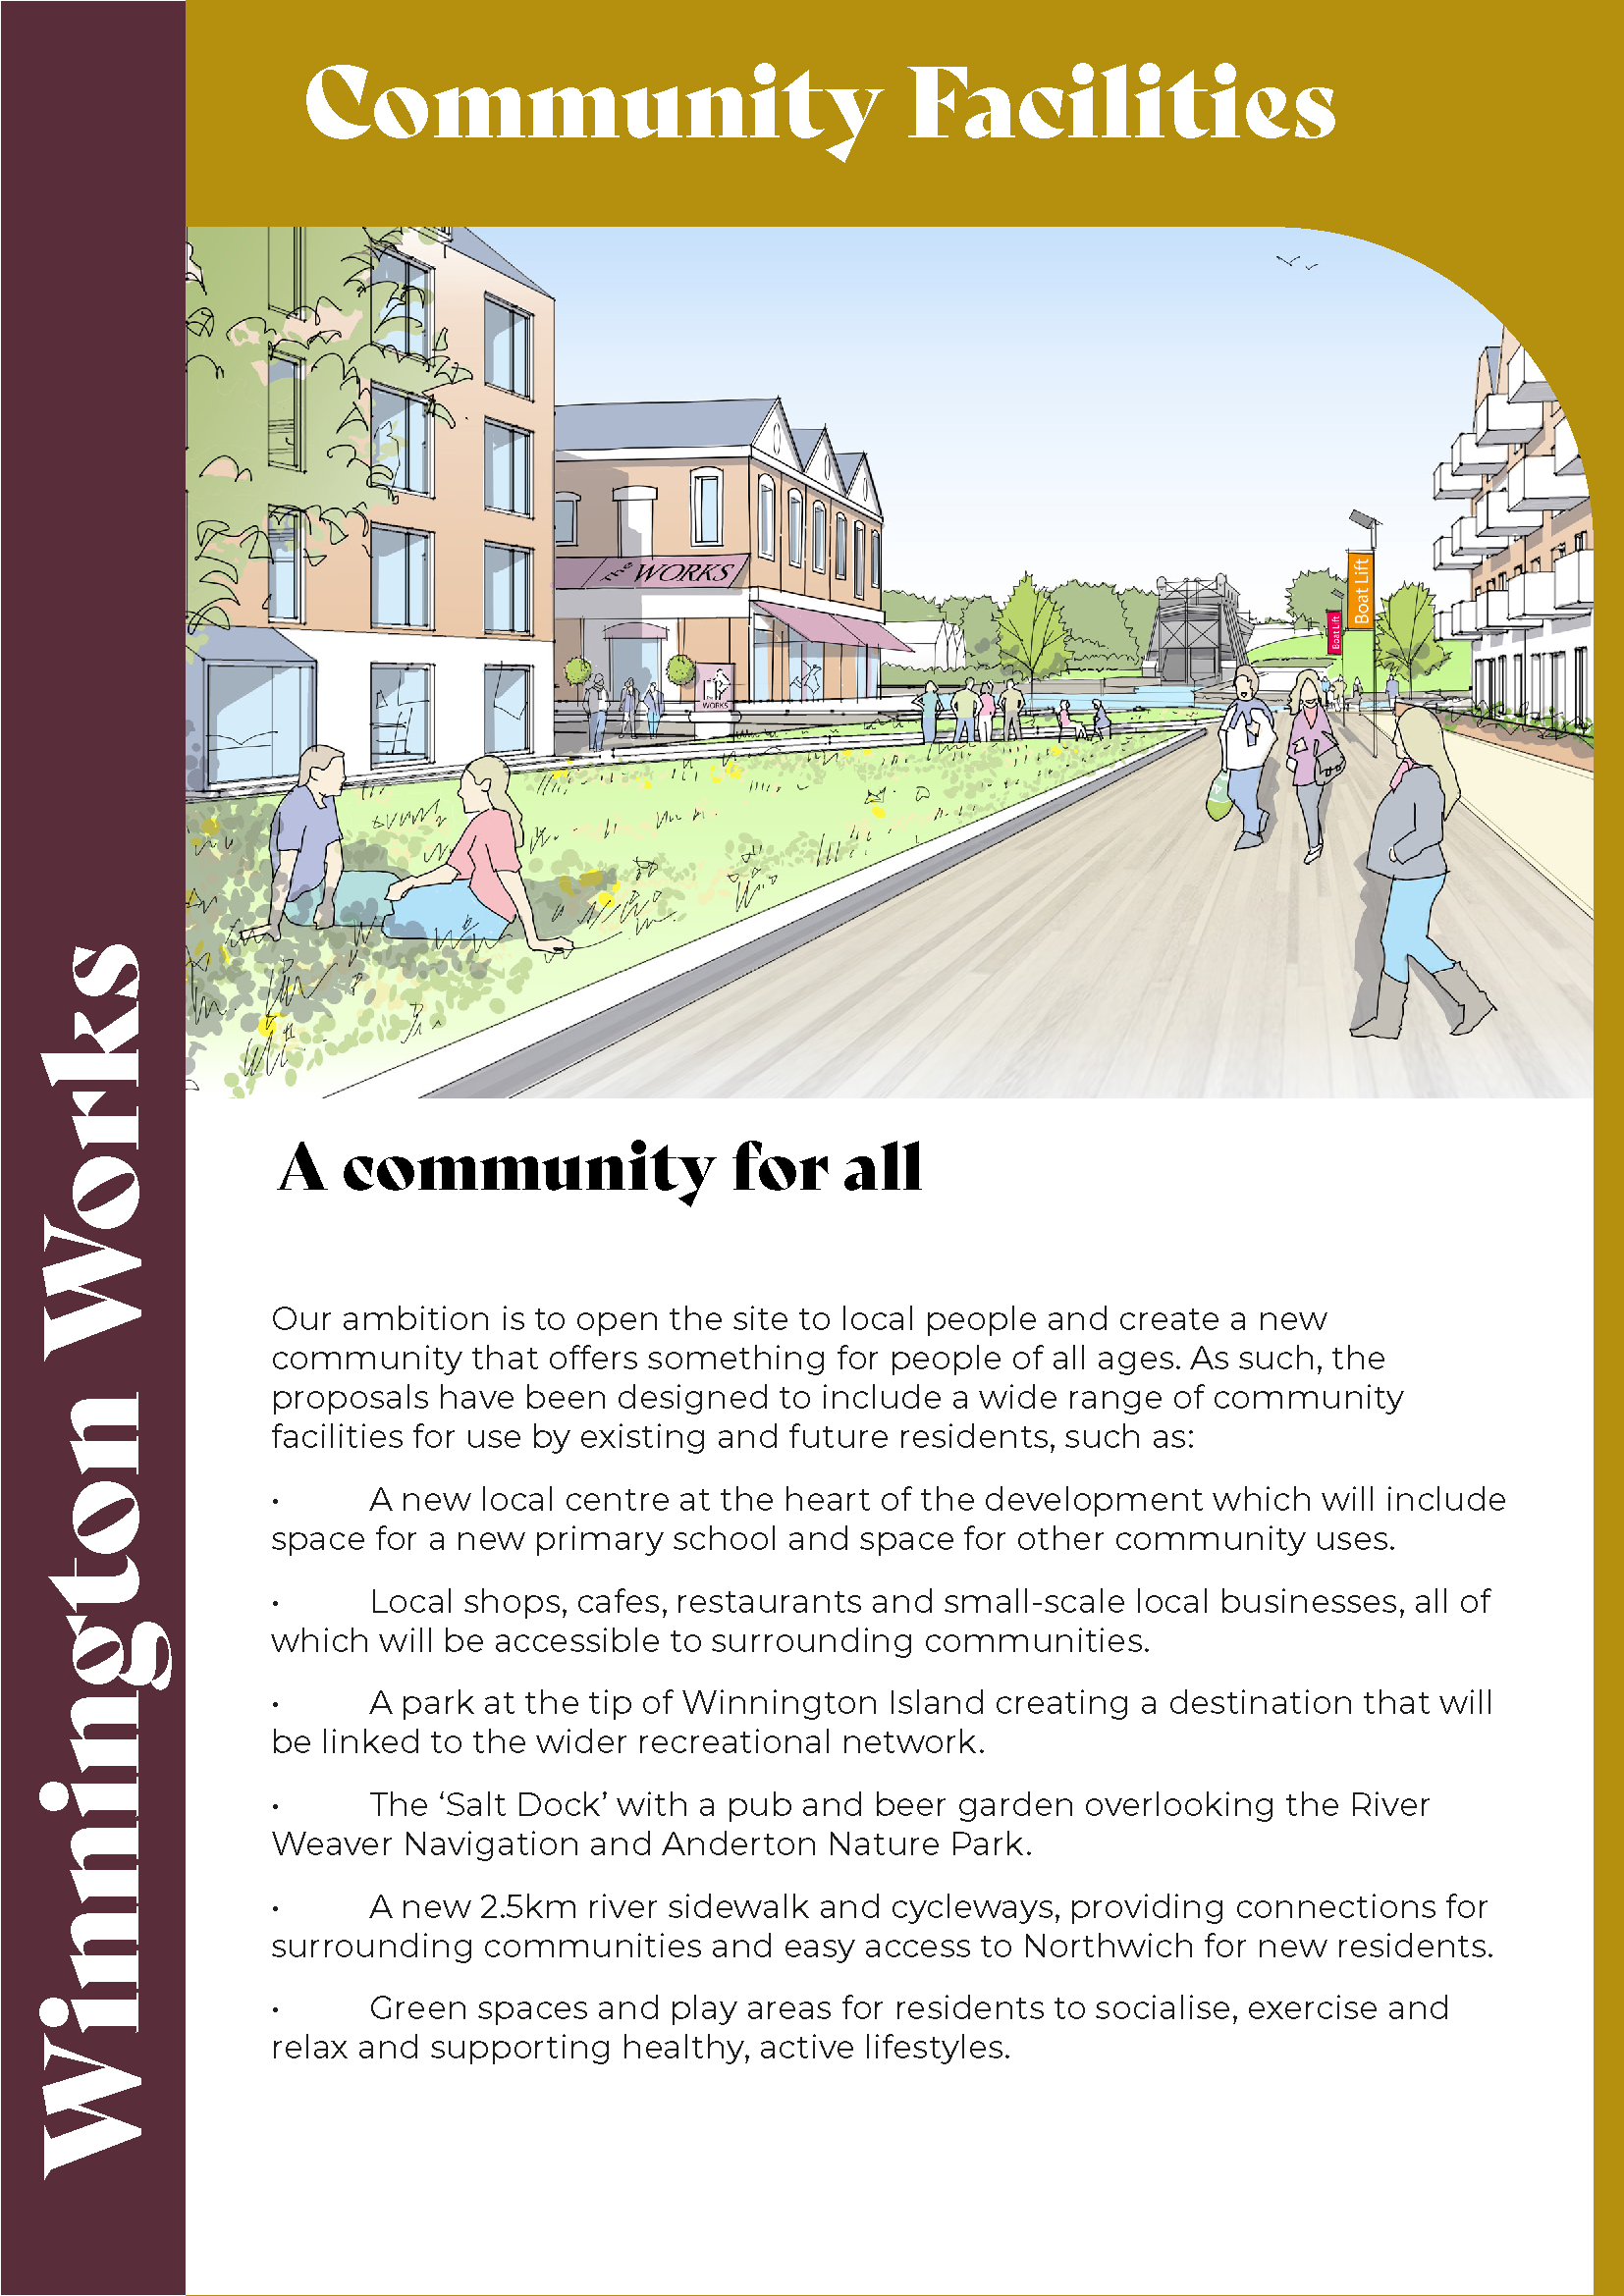 Community Facilities
the WORKS
WORKS
Boat Lift
Boat Lift
Winnington Works
A community for all
Our ambition is to open the site to local people and create a new
community that offers something for people of all ages. As such, the
proposals have been designed to include a wide range of community
facilities for use by existing and future residents, such as:
• A new local centre at the heart of the development which will include
space for a new primary school and space for other community uses.
• Local shops, cafes, restaurants and small-scale local businesses, all of
which will be accessible to surrounding communities.
• A park at the tip of Winnington Island creating a destination that will
be linked to the wider recreational network.
• The ‘Salt Dock’ with a pub and beer garden overlooking the River
Weaver Navigation and Anderton Nature Park.
• A new 2.5km river sidewalk and cycleways, providing connections for
surrounding communities and easy access to Northwich for new residents.
• Green spaces and play areas for residents to socialise, exercise and
relax and supporting healthy, active lifestyles.